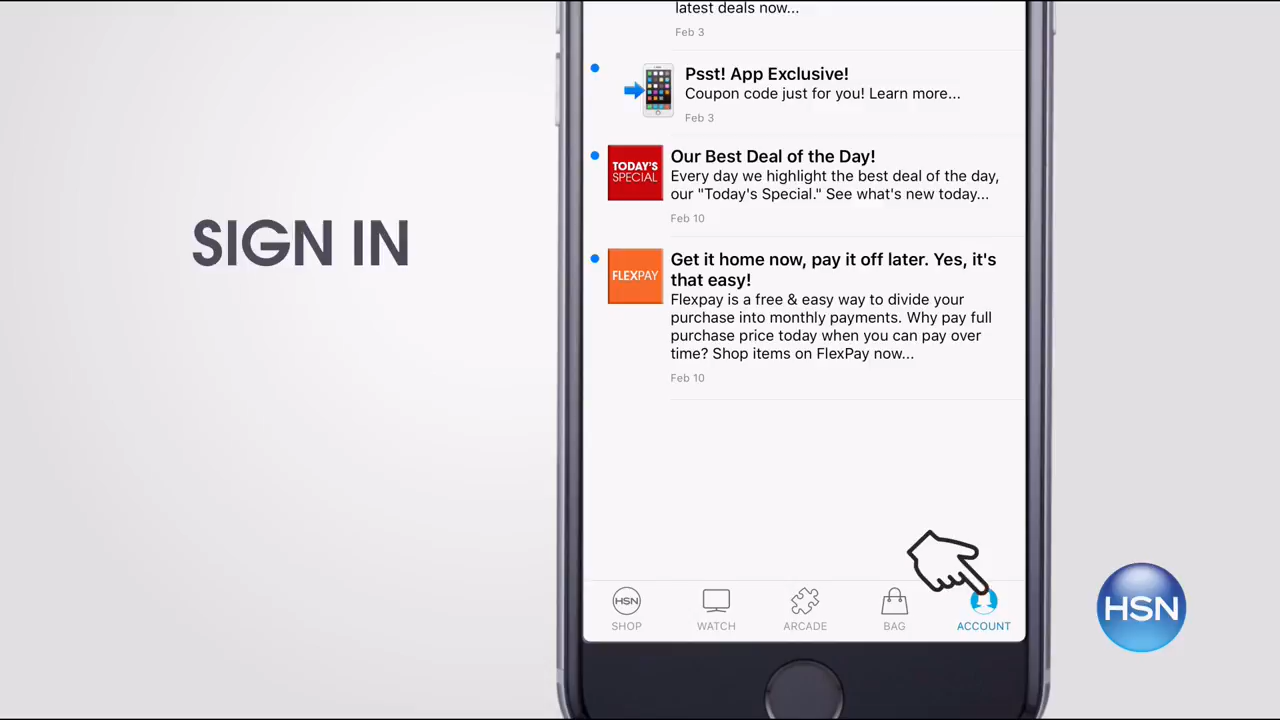 latest deals now...
Feb 3
Psst! App Exclusive!
Coupon code just for you! Learn more...
Feb 3
TODAY'S
SPECIAL
Our Best Deal of the Day!
Every day we highlight the best deal of the day,
our "Today's Special." See what's new today...
Feb 10
SIGN IN
FLEXPAY
Get it home now, pay it off later. Yes, it's
that easy!
Flexpay is a free & easy way to divide your
purchase into monthly payments. Why pay full
purchase price today when you can pay over
time? Shop items on FlexPay now...
Feb 10
HSN
SHOP
WATCH
ARCADE
BAG
ACCOUNT
HSN